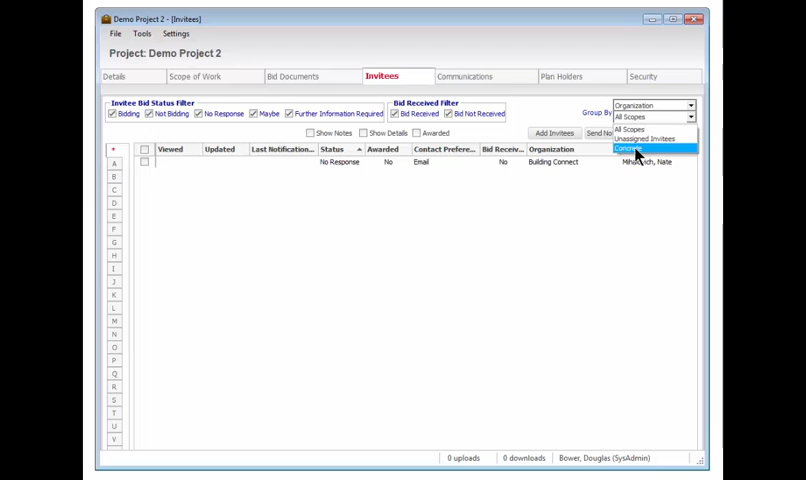 Demo Project 2 - [Invitees]
File Tools Settings
Project: Demo Project 2
Details Scope of Work Bid Documents Invitees Communications Plan Holders Security
Invitee Bid Status Filter Bid Received Filter
Bidding Not Bidding No Response Maybe Further Information Required Bid Received Bid Not Received
Group By Organization
All Scopes
All Scopes
Unassigned Invitees
Concrete
Show Notes Show Details Awarded Add Invitees Send No
* Viewed Updated Last Notification... Status Awarded Contact Prefere... Bid Receiv... Organization
No Response No Email No Building Connect Nate
A
B
C
D
E
F
G
H
I
J
K
L
M
N
O
P
Q
R
S
T
U
V
0 uploads 0 downloads Bower, Douglas (SysAdmin)